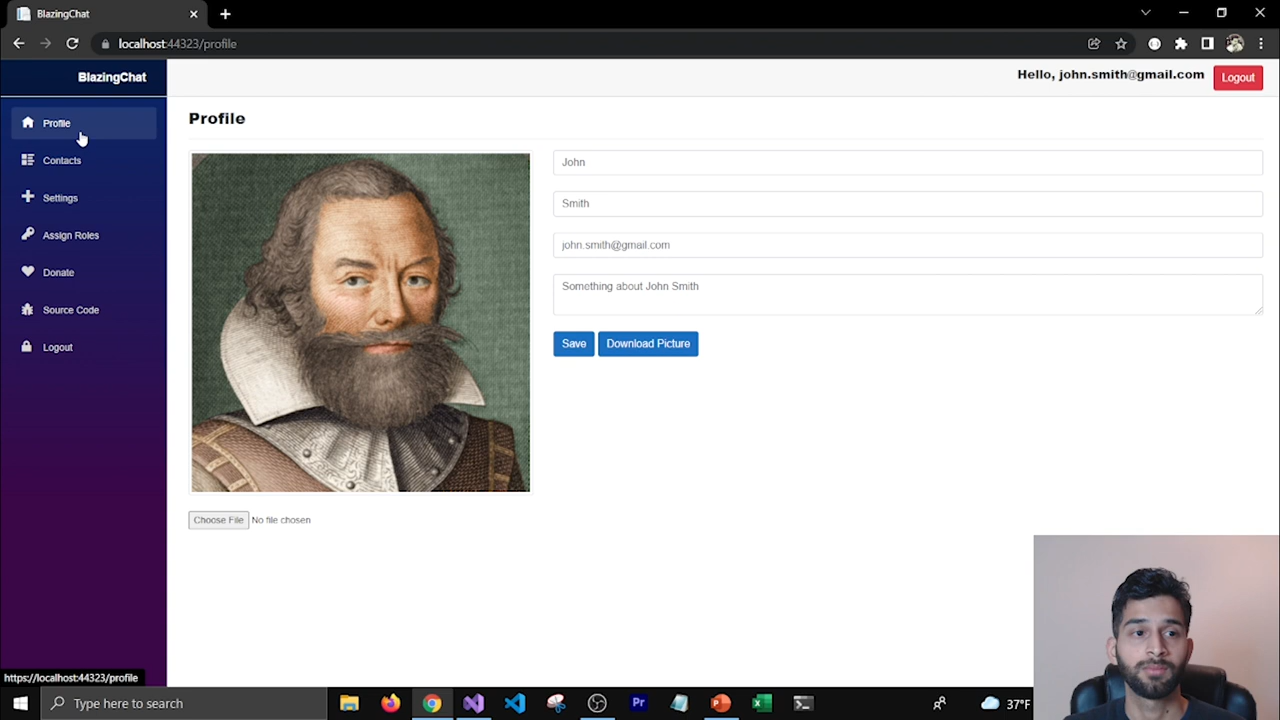 BlazingChat
localhost:44323/profile
BlazingChat
Hello, john.smith@gmail.com
Logout
Profile
Contacts
Settings
Assign Roles
Donate
Source Code
Logout
Profile
John
Smith
john.smith@gmail.com
Something about John Smith
Save
Download Picture
Choose File No file chosen
https://localhost:44323/profile
Type here to search
Pr
37°F